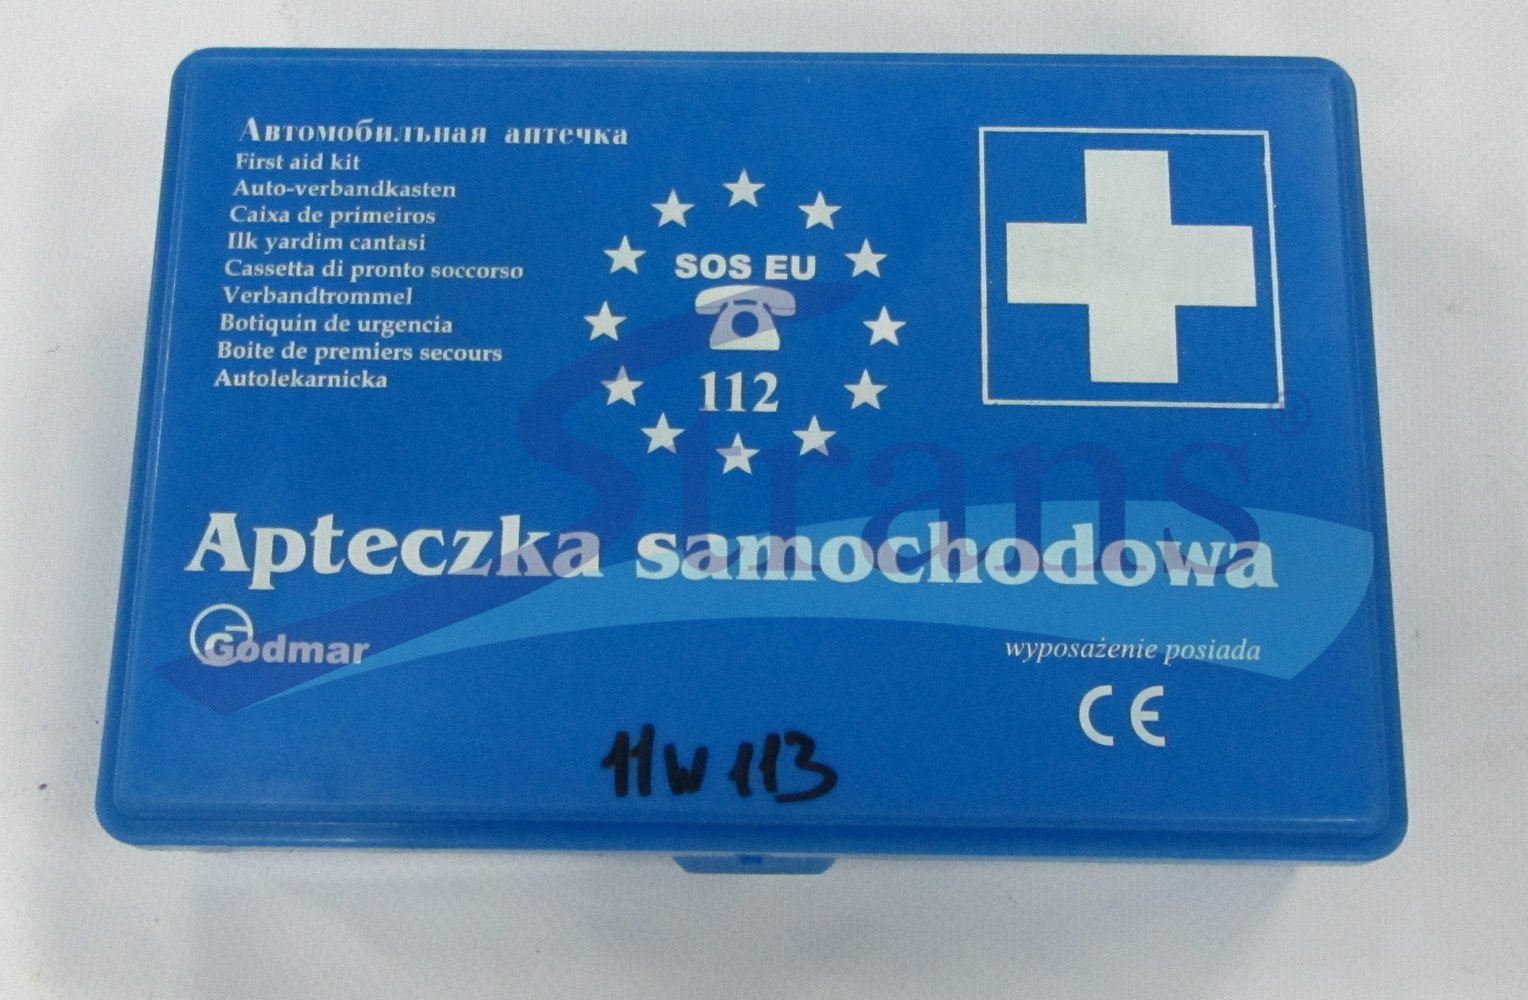 Автомобильная аптечка
First aid kit
Auto-verbandkasten
Caixa de primeiros
Ilk yardim cantasi
Cassetta di pronto soccorso
Verbandtrommel
Botiquin de urgencia
Boite de premiers secours
Autolekarnicka
SOS EU
112
Strans®
Apteczka samochodowa
Godmar
wyposażenie posiada
CE
11W113